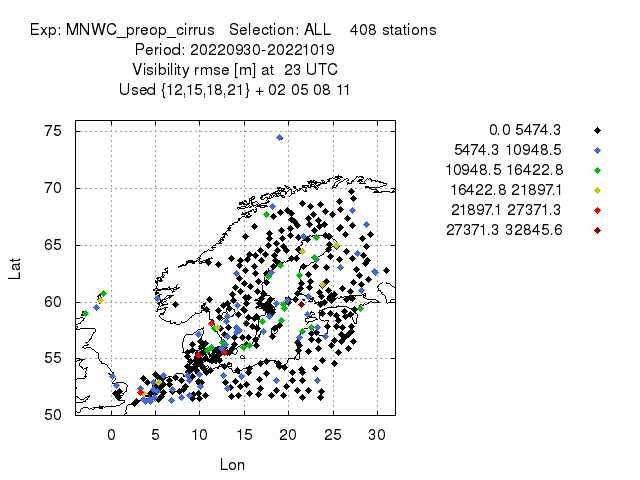 Exp: MNWC_preop_cirrus   Selection: ALL    408 stations
Period: 20220930-20221019
Visibility rmse [m] at  23 UTC
Used {12,15,18,21} + 02 05 08 11
0.0 5474.3
5474.3 10948.5
10948.5 16422.8
16422.8 21897.1
21897.1 27371.3
27371.3 32845.6
75
70
65
60
55
50
Lat
0 5 10 15 20 25 30
Lon